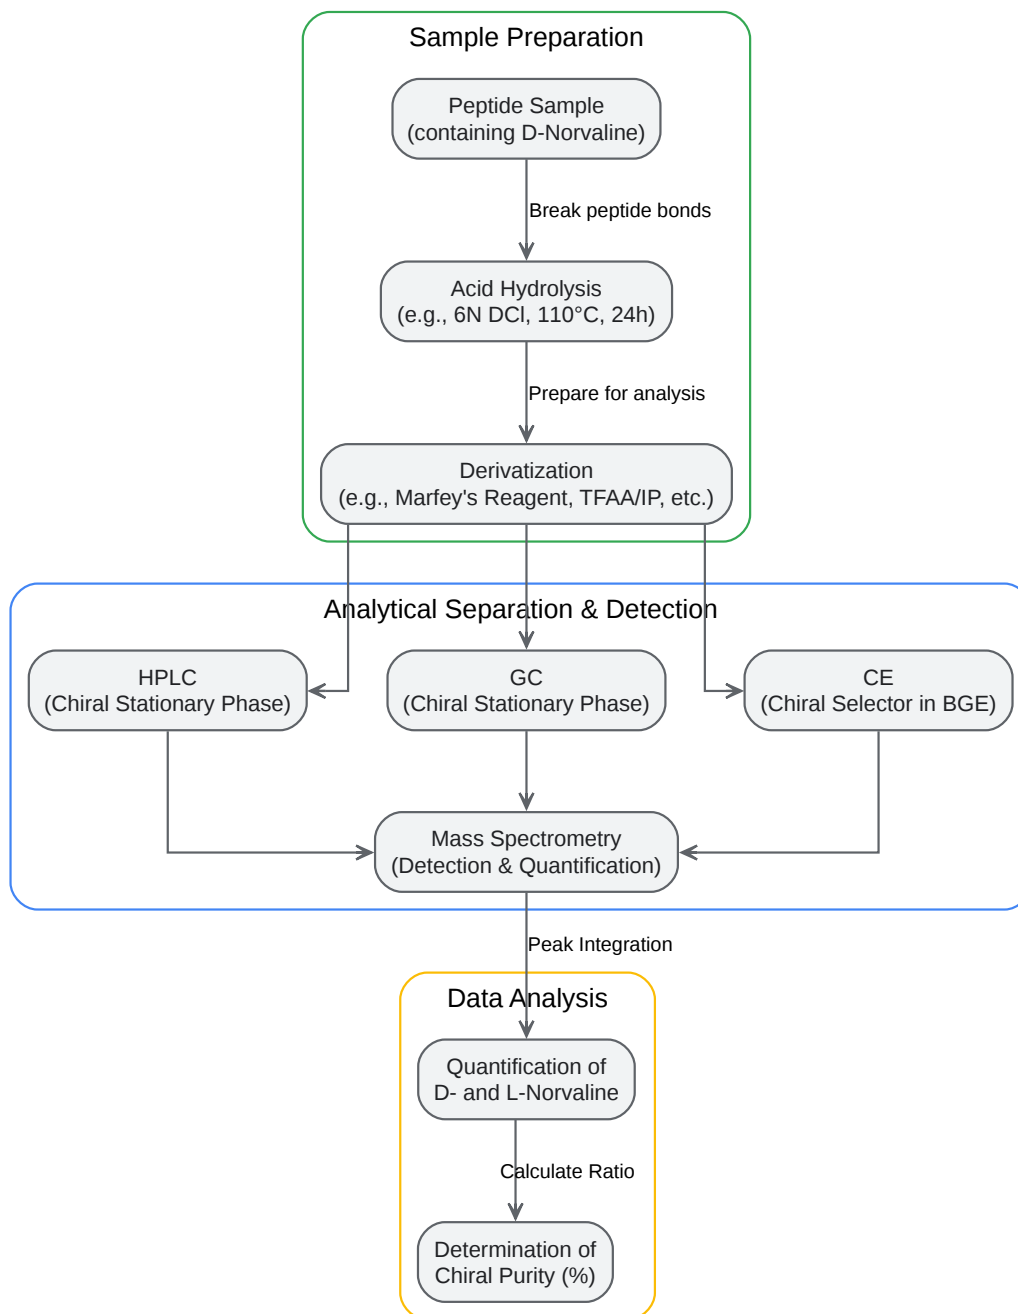 Sample Preparation
Peptide Sample
(containing D-Norvaline)
Break peptide bonds
Acid Hydrolysis
(e.g., 6N DCl, 110°C, 24h)
Prepare for analysis
Derivatization
(e.g., Marfey's Reagent, TFAA/IP, etc.)
Analytical Separation & Detection
HPLC
(Chiral Stationary Phase)
GC
(Chiral Stationary Phase)
CE
(Chiral Selector in BGE)
Mass Spectrometry
(Detection & Quantification)
Peak Integration
Data Analysis
Quantification of
D- and L-Norvaline
Calculate Ratio
Determination of
Chiral Purity (%)